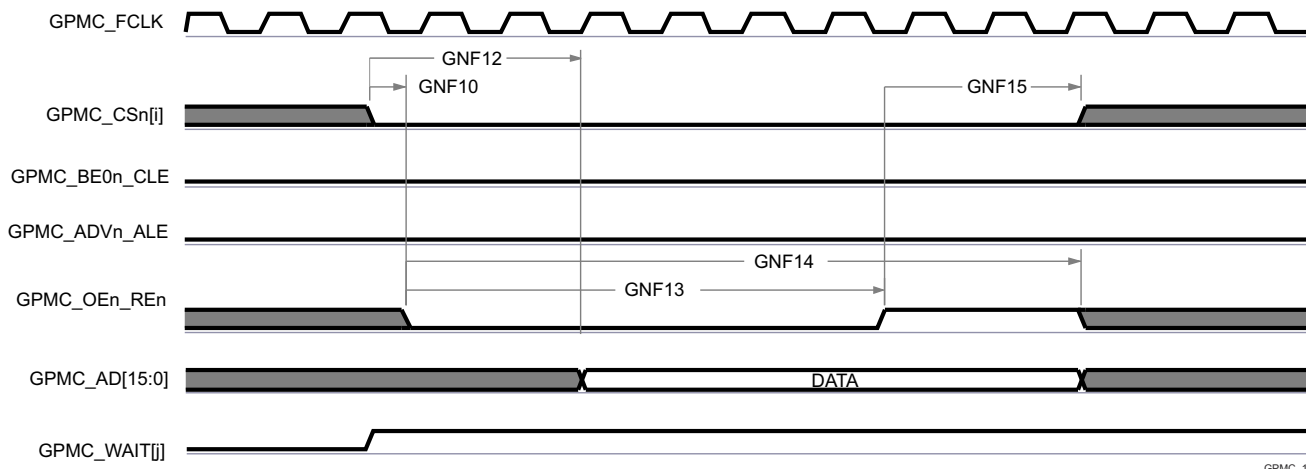 GPMC_FCLK
GNF12
GNF10
GNF15
GPMC_CSn[i]
GPMC_BE0n_CLE
GPMC_ADVn_ALE
GNF14
GNF13
GPMC_OEn_REn
GPMC_AD[15:0]
DATA
GPMC_WAIT[j]